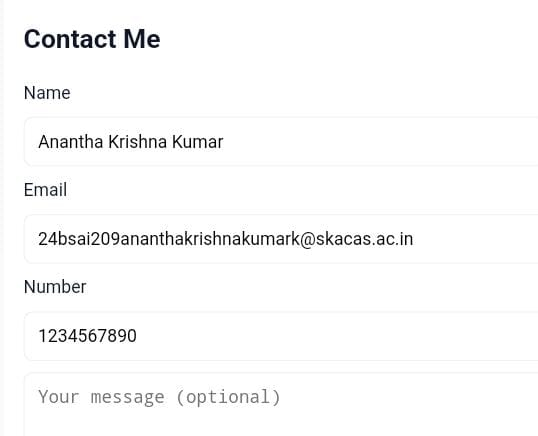 Contact Me
Name
Anantha Krishna Kumar
Email
24bsai209ananthakrishnakumark@skacas.ac.in
Number
1234567890
Your message (optional)